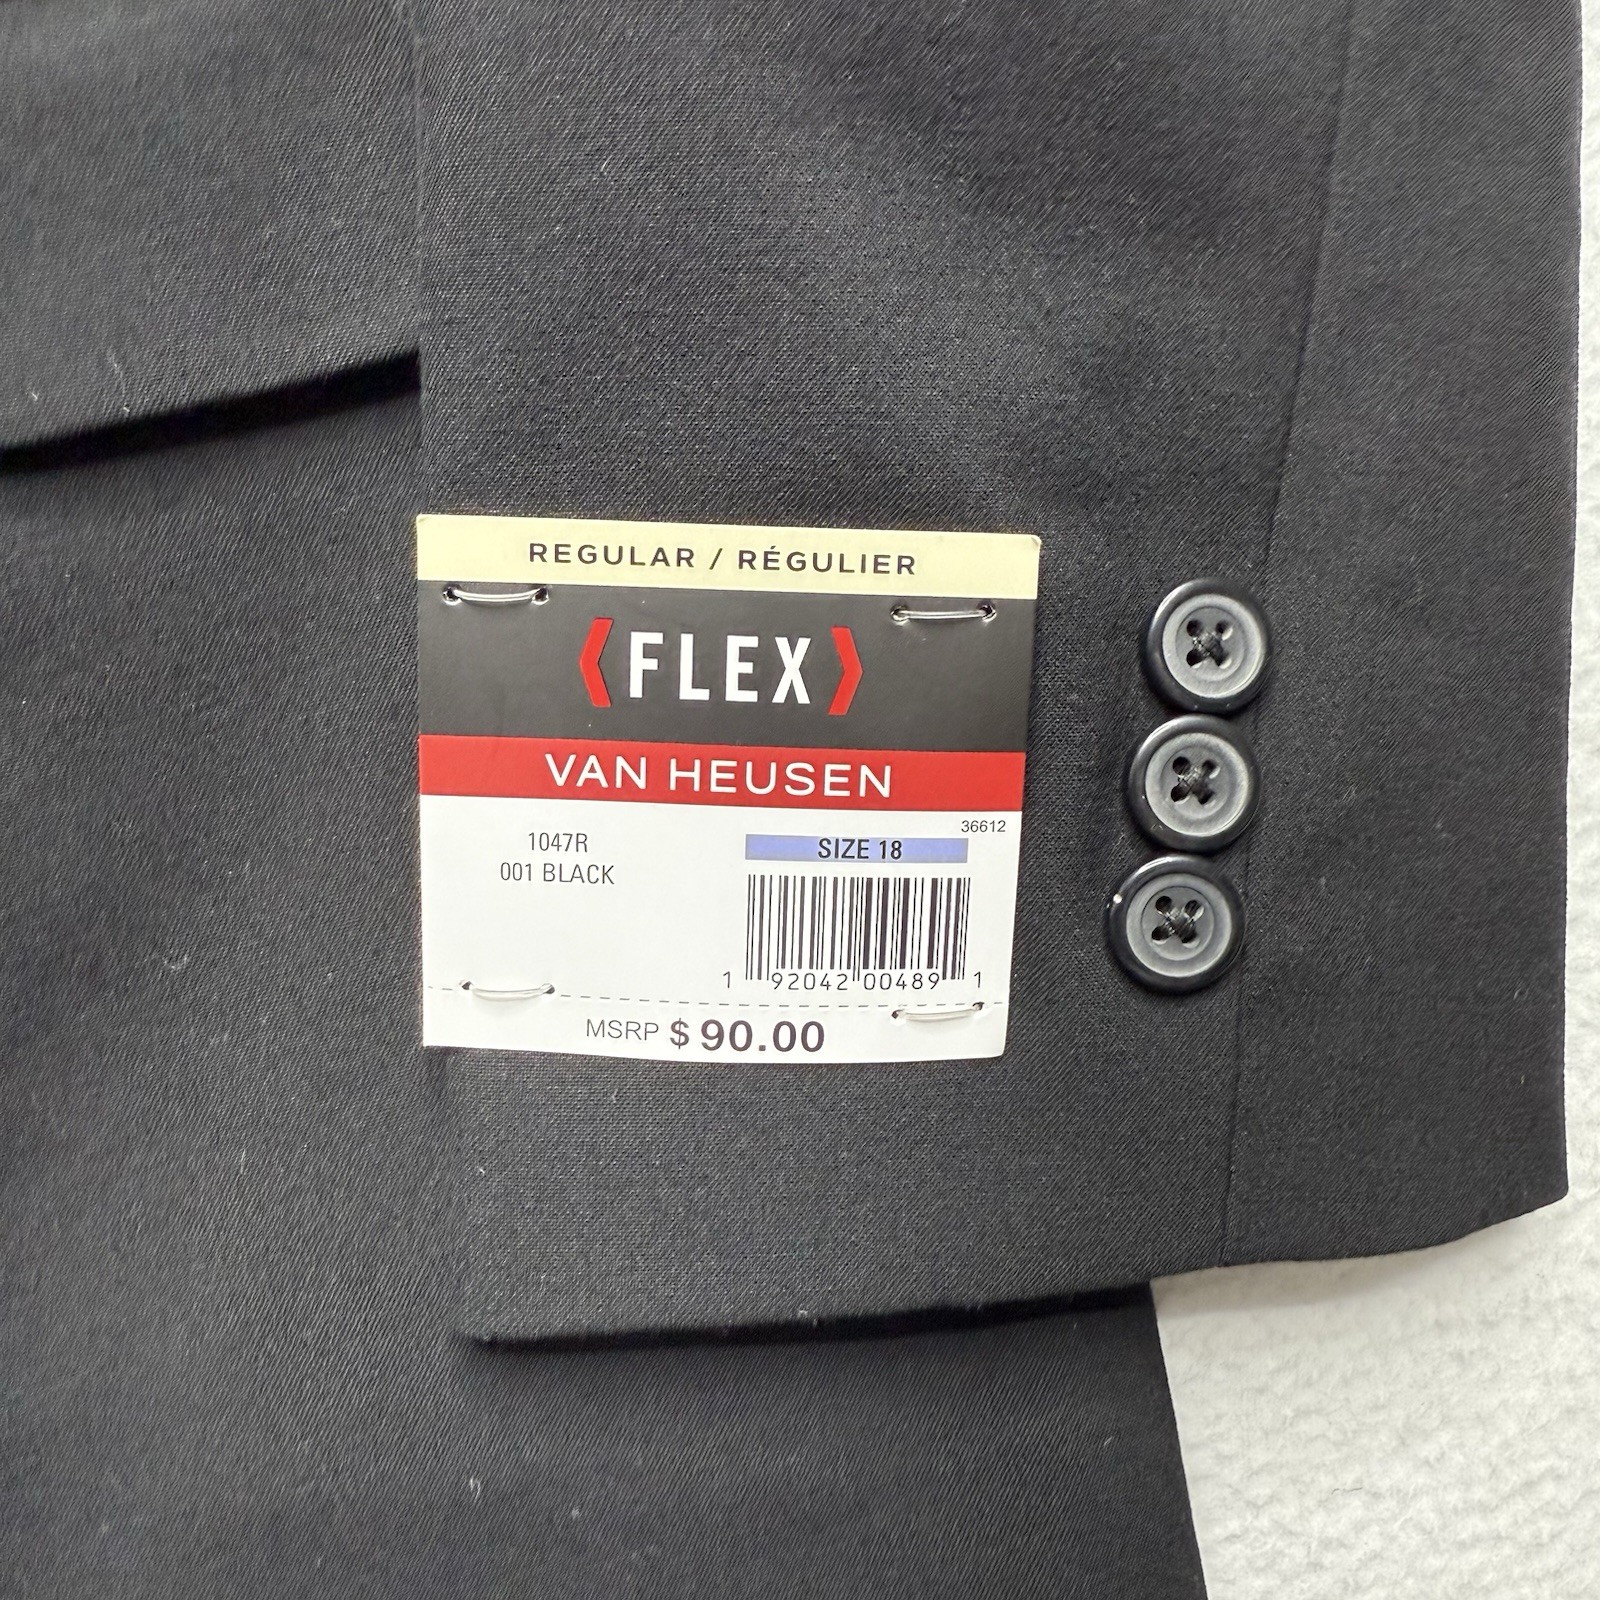 REGULAR / RÉGULIER
FLEX
VAN HEUSEN
36612
1047R
SIZE 18
001 BLACK
1 92042 00489 1
MSRP $ 90.00